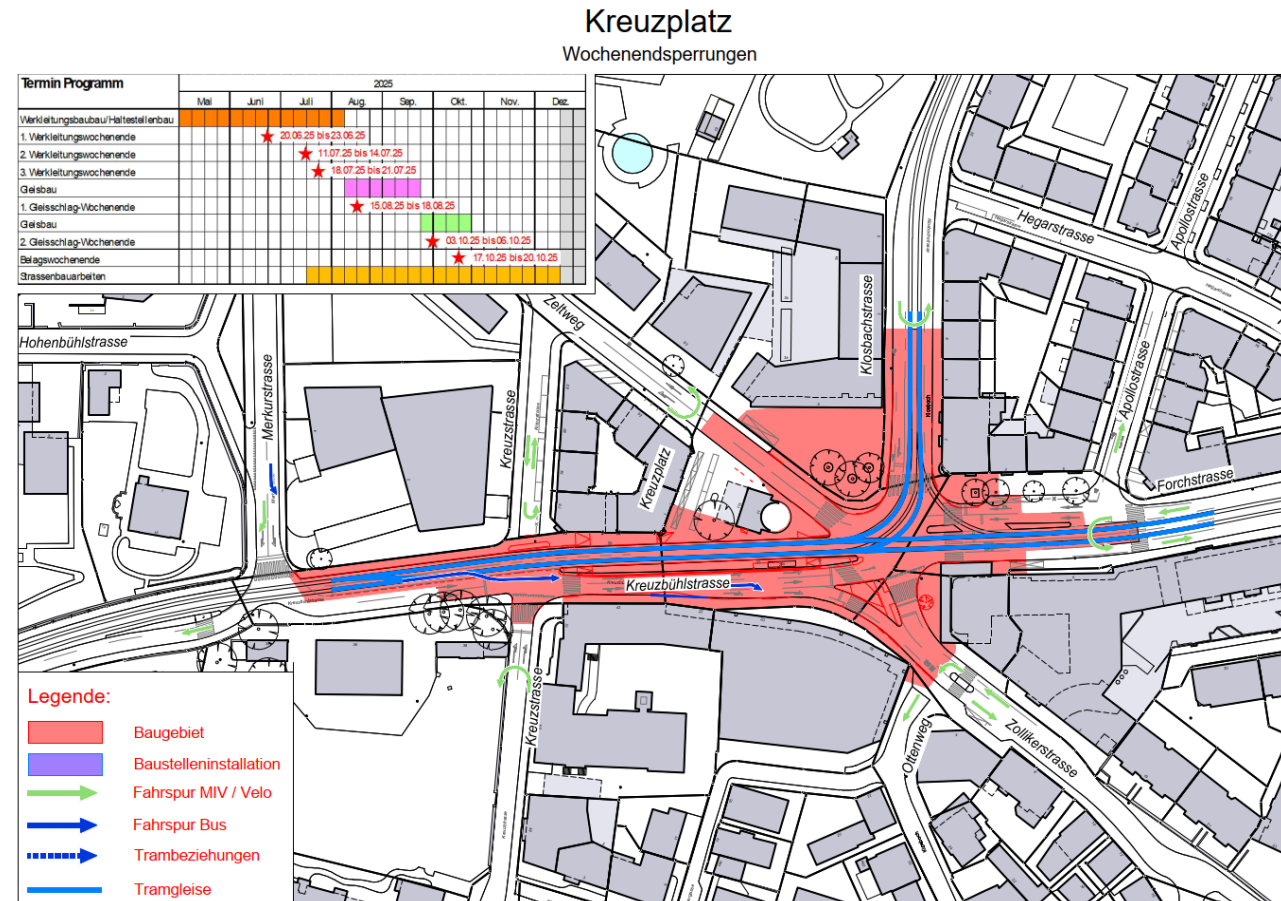 Kreuzplatz
Wochenendsperrungen
Termin Programm
2025
Mai Juni Juli Aug. Sep. Okt. Nov. Dez.
Werkleitungsbaubau/Haltestellenbau
1. Werkleitungswochenende 20.06.25 bis 23.06.25
2. Werkleitungswochenende 11.07.25 bis 14.07.25
3. Werkleitungswochenende 18.07.25 bis 21.07.25
Gleisbau
1. Gleisschlag-Wochenende 15.08.25 bis 18.08.25
Gleisbau
2. Gleisschlag-Wochenende 03.10.25 bis 06.10.25
Belagswochenende 17.10.25 bis 20.10.25
Strassenbauarbeiten
Hegarstrasse
Apollostrasse
Zeltweg
Klosbachstrasse
Hohenbühlstrasse
Merkurstrasse
Kreuzstrasse
Kreuzplatz
Apollostrasse
Forchstrasse
Kreuzbühlstrasse
Kreuzstrasse
Ottenweg
Zollikerstrasse
Legende:
Baugebiet
Baustelleninstallation
Fahrspur MIV / Velo
Fahrspur Bus
Trambeziehungen
Tramgleise